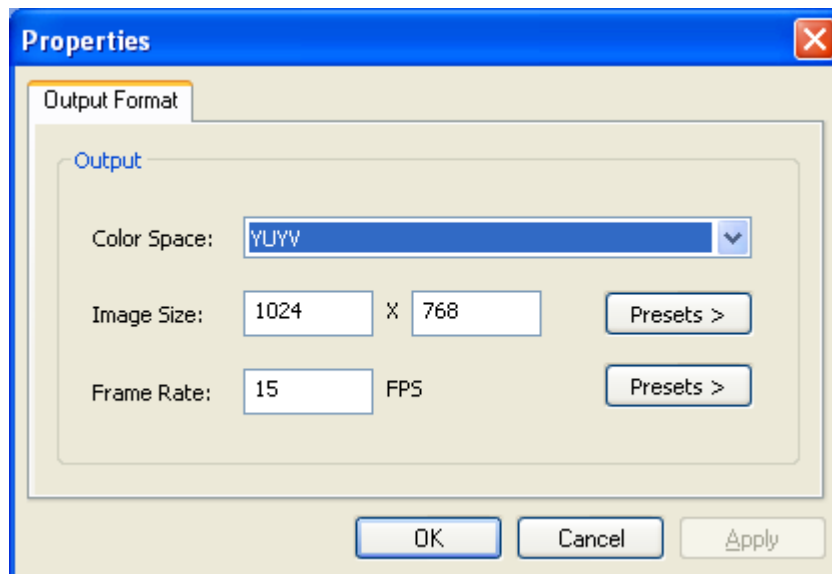 Properties
Output Format
Output
Color Space: YUYV
Image Size: 1024 X 768 Presets >
Frame Rate: 15 FPS Presets >
OK Cancel Apply